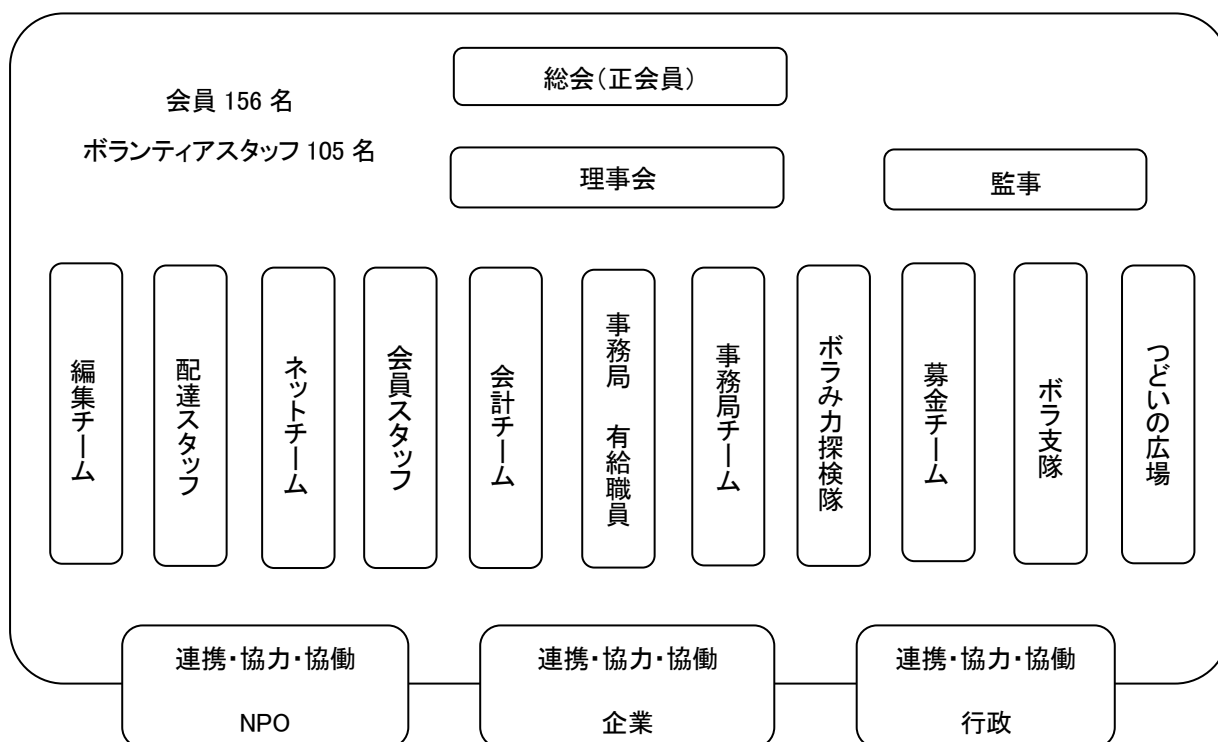 総会(正会員)
会員 156 名
ボランティアスタッフ 105 名
理事会
監事
編集チーム
配達スタッフ
ネットチーム
会員スタッフ
会計チーム
事務局 有給職員
事務局チーム
ボラみ力探検隊
募金チーム
ボラ支隊
つどいの広場
連携・協力・協働
NPO
連携・協力・協働
企業
連携・協力・協働
行政